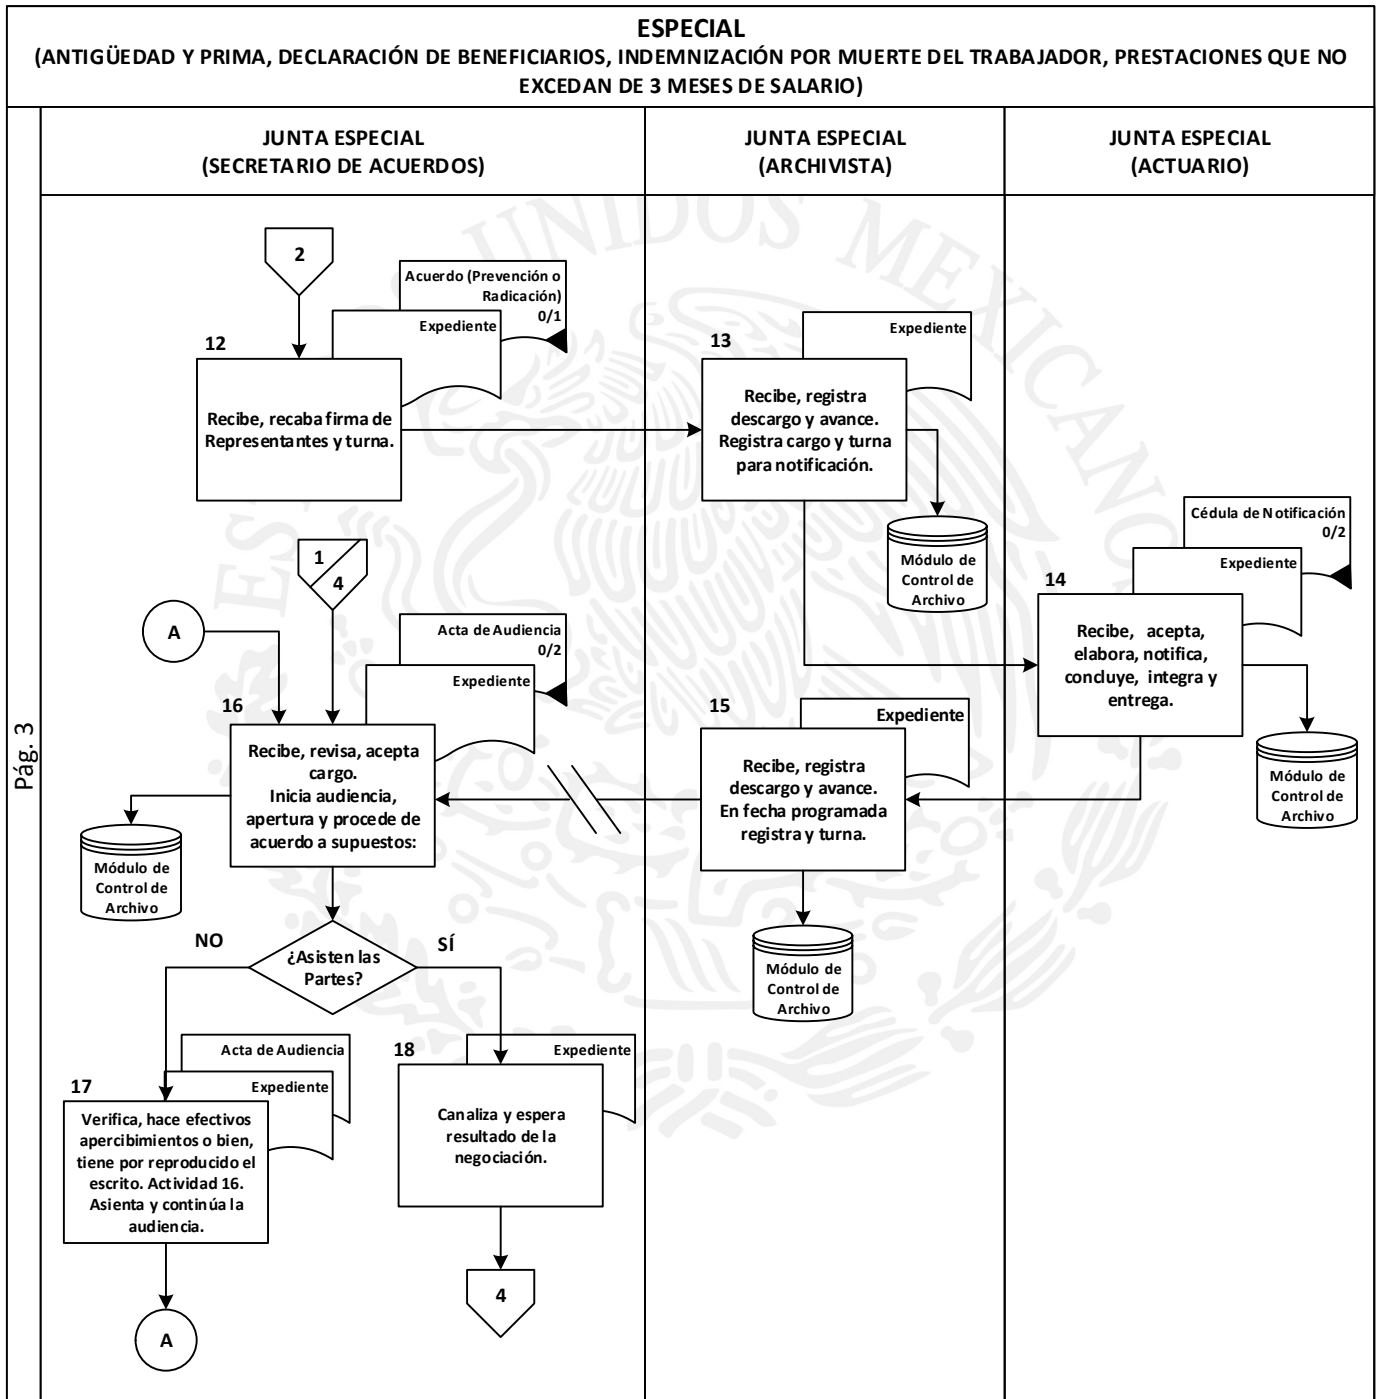 ESPECIAL
(ANTIGÜEDAD Y PRIMA, DECLARACIÓN DE BENEFICIARIOS, INDEMNIZACIÓN POR MUERTE DEL TRABAJADOR, PRESTACIONES QUE NO
EXCEDAN DE 3 MESES DE SALARIO)
JUNTA ESPECIAL
(SECRETARIO DE ACUERDOS)
JUNTA ESPECIAL
(ARCHIVISTA)
JUNTA ESPECIAL
(ACTUARIO)
Pág. 3
ESTADOS UNIDOS MEXICANOS
2
Acuerdo (Prevención o
Radicación)
0/1
Expediente
12
Recibe, recaba firma de
Representantes y turna.
Expediente
13
Recibe, registra
descargo y avance.
Registra cargo y turna
para notificación.
Módulo de
Control de
Archivo
Cédula de Notificación
0/2
Expediente
14
Recibe, acepta,
elabora, notifica,
concluye, integra y
entrega.
Módulo de
Control de
Archivo
Expediente
15
Recibe, registra
descargo y avance.
En fecha programada
registra y turna.
Módulo de
Control de
Archivo
1
4
A
Acta de Audiencia
0/2
Expediente
16
Recibe, revisa, acepta
cargo.
Inicia audiencia,
apertura y procede de
acuerdo a supuestos:
Módulo de
Control de
Archivo
¿Asisten las
Partes?
NO
SÍ
Acta de Audiencia
Expediente
17
Verifica, hace efectivos
apercibimientos o bien,
tiene por reproducido el
escrito. Actividad 16.
Asienta y continúa la
audiencia.
A
Expediente
18
Canaliza y espera
resultado de la
negociación.
4